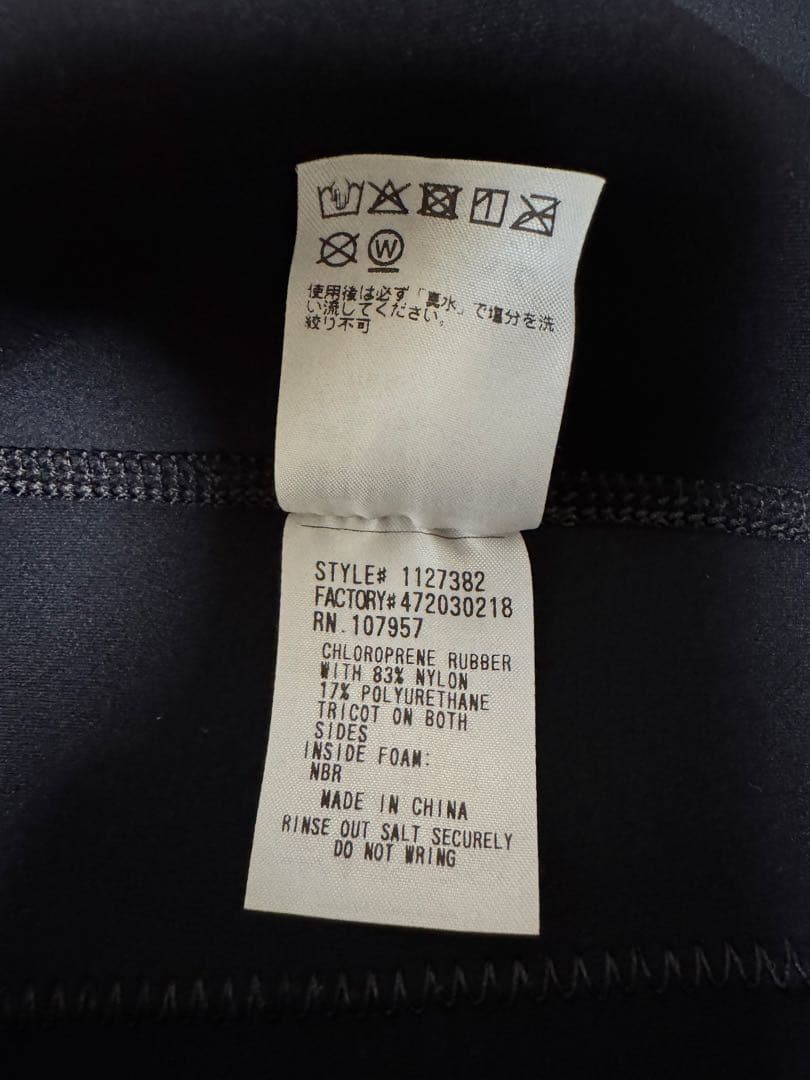 W
使用後は必ず「真水」で塩分を洗
い流してください。
絞り不可
STYLE# 1127382
FACTORY#472030218
RN.107957
CHLOROPRENE RUBBER
WITH 83% NYLON
17% POLYURETHANE
TRICOT ON BOTH
SIDES
INSIDE FOAM:
NBR
MADE IN CHINA
RINSE OUT SALT SECURELY
DO NOT WRING